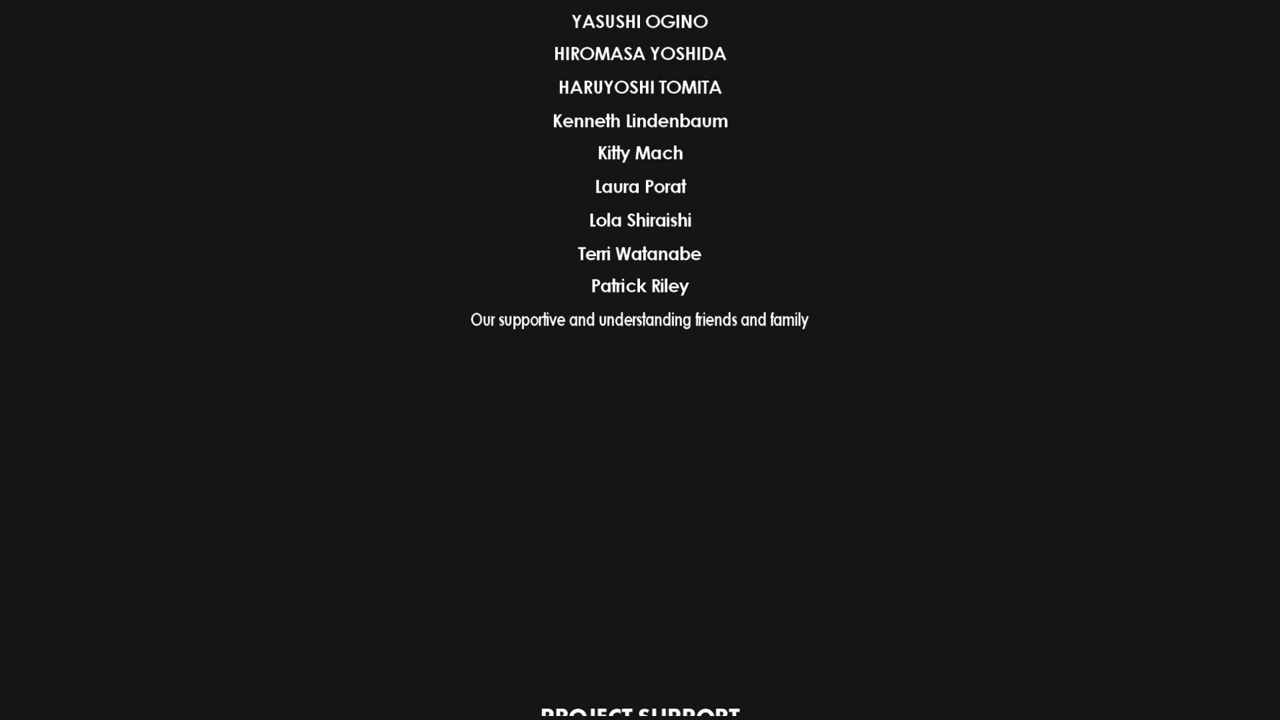 YASUSHI OGINO
HIROMASA YOSHIDA
HARUYOSHI TOMITA
Kenneth Lindenbaum
Kitty Mach
Laura Porat
Lola Shiraishi
Terri Watanabe
Patrick Riley
Our supportive and understanding friends and family
PROJECT SUPPORT